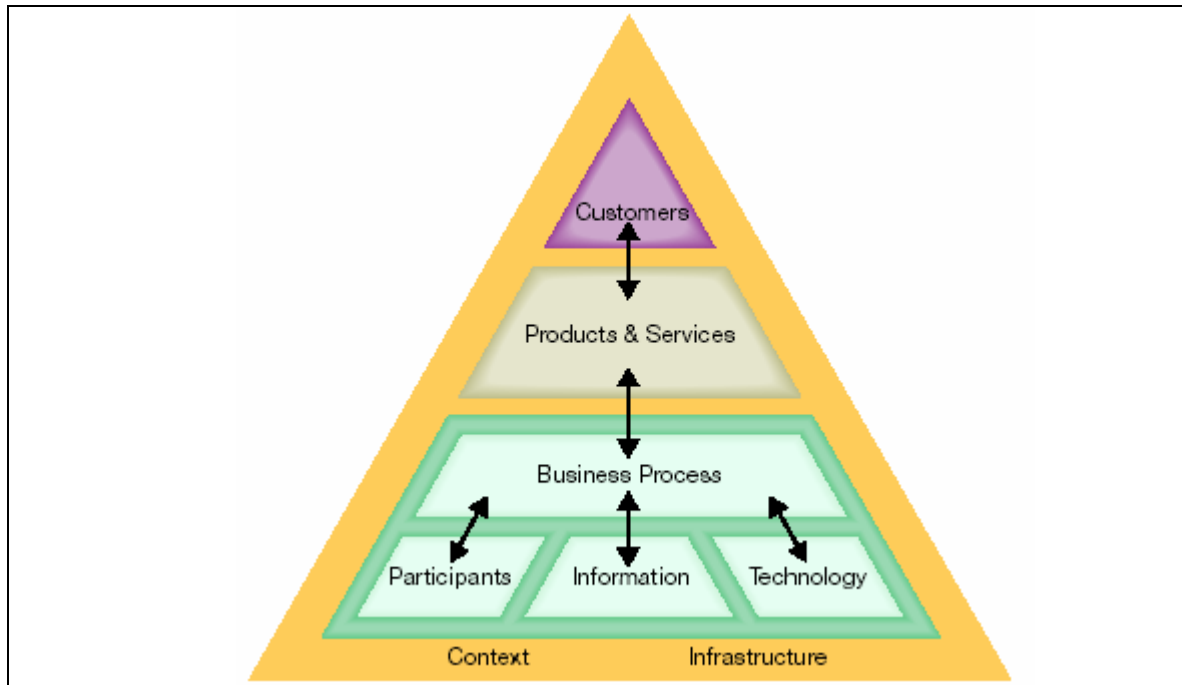 Customers
Products & Services
Business Process
Participants Information Technology
Context Infrastructure